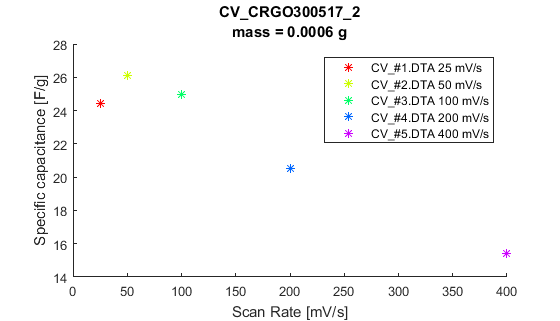 CV_CRGO300517_2
mass = 0.0006 g
28
26
24
22
20
18
16
14
Specific capacitance [F/g]
CV_#1.DTA 25 mV/s
CV_#2.DTA 50 mV/s
CV_#3.DTA 100 mV/s
CV_#4.DTA 200 mV/s
CV_#5.DTA 400 mV/s
0 50 100 150 200 250 300 350 400
Scan Rate [mV/s]